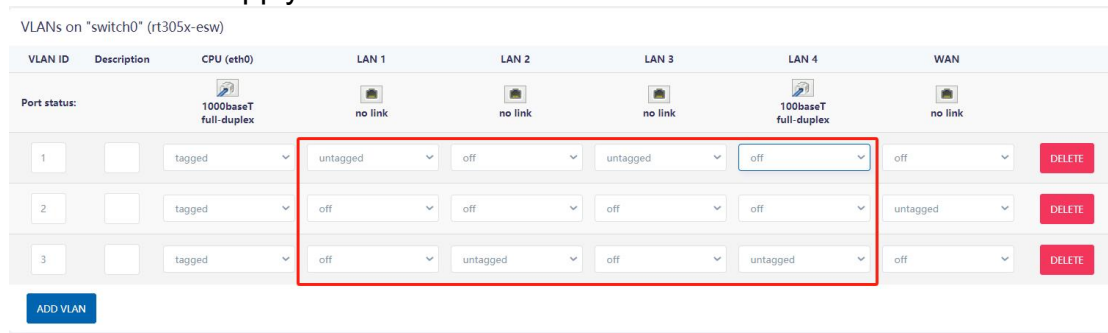 VLANs on "switch0" (rt305x-esw)
VLAN ID Description CPU (eth0) LAN 1 LAN 2 LAN 3 LAN 4 WAN
Port status: 1000baseT full-duplex no link no link no link 100baseT full-duplex no link
1 tagged untagged off untagged off off DELETE
2 tagged off off off off untagged DELETE
3 tagged off untagged off untagged off DELETE
ADD VLAN